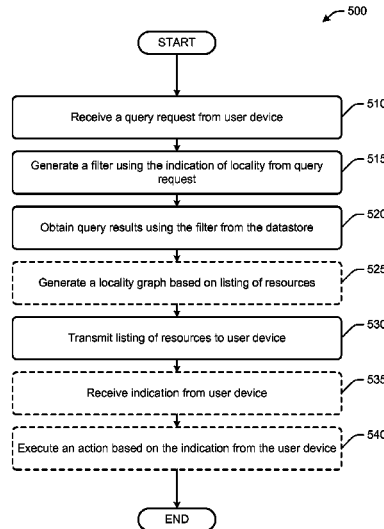 500
START
Receive a query request from user device
510
Generate a filter using the indication of locality from query
request
515
Obtain query results using the filter from the datastore
520
Generate a locality graph based on listing of resources
525
Transmit listing of resources to user device
530
Receive indication from user device
535
Execute an action based on the indication from the user device
540
END